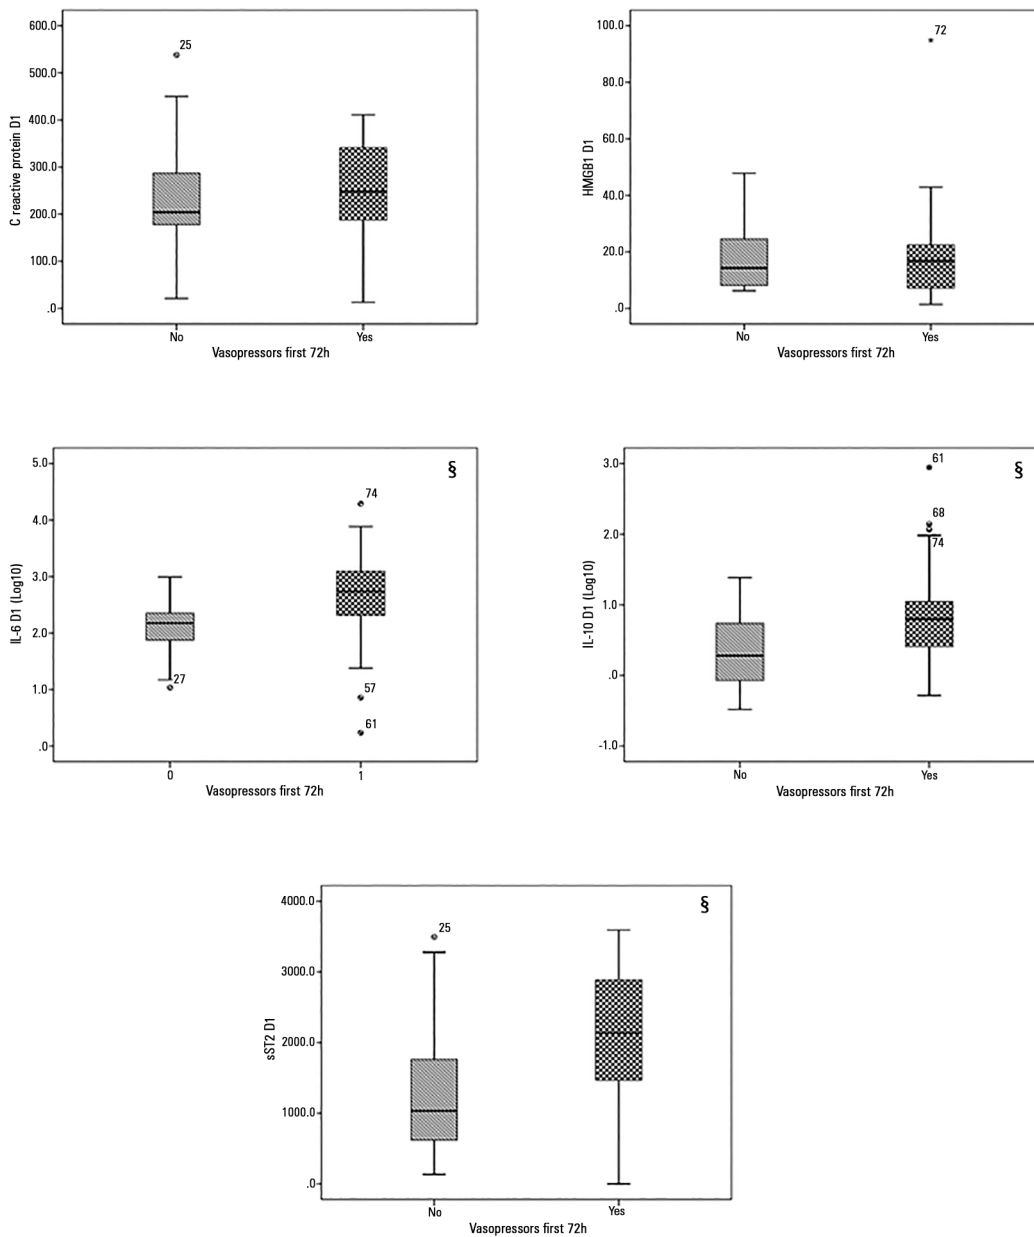 600.0
500.0
400.0
300.0
200.0
100.0
.0
C reactive protein D1
25
No
Yes
Vasopressors first 72h
100.0
80.0
60.0
40.0
20.0
.0
HMGB1 D1
72
No
Yes
Vasopressors first 72h
5.0
4.0
3.0
2.0
1.0
.0
IL-6 D1 (Log10)
§
74
27
57
61
0
1
Vasopressors first 72h
3.0
2.0
1.0
.0
-1.0
IL-10 D1 (Log10)
§
61
68
74
No
Yes
Vasopressors first 72h
4000.0
3000.0
2000.0
1000.0
.0
sST2 D1
§
25
No
Yes
Vasopressors first 72h